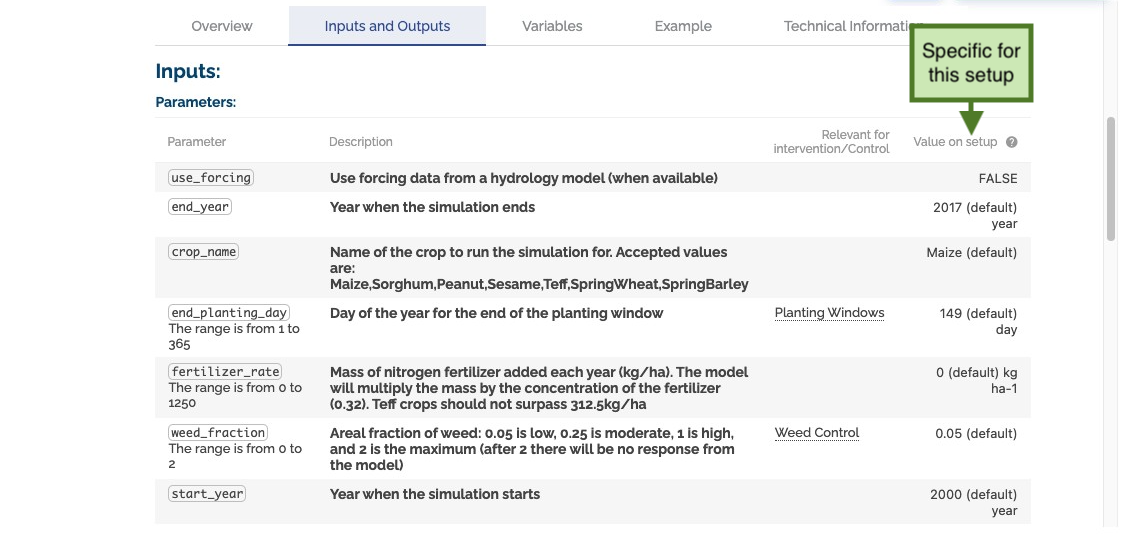 Overview Inputs and Outputs Variables Example Technical Informatio
Specific for
this setup
Inputs:
Parameters:
Parameter Description Relevant for
intervention/Control Value on setup ?
use_forcing Use forcing data from a hydrology model (when available) FALSE
end_year Year when the simulation ends 2017 (default)
year
crop_name Name of the crop to run the simulation for. Accepted values Maize (default)
are:
Maize,Sorghum,Peanut,Sesame,Teff,SpringWheat,SpringBarley
end_planting_day Day of the year for the end of the planting window Planting Windows 149 (default)
The range is from 1 to day
365
fertilizer_rate Mass of nitrogen fertilizer added each year (kg/ha). The model 0 (default) kg
The range is from 0 to will multiply the mass by the concentration of the fertilizer ha-1
1250 (0.32). Teff crops should not surpass 312.5kg/ha
weed_fraction Areal fraction of weed: 0.05 is low, 0.25 is moderate, 1 is high, Weed Control 0.05 (default)
The range is from 0 to and 2 is the maximum (after 2 there will be no response from
2 the model)
start_year Year when the simulation starts 2000 (default)
year